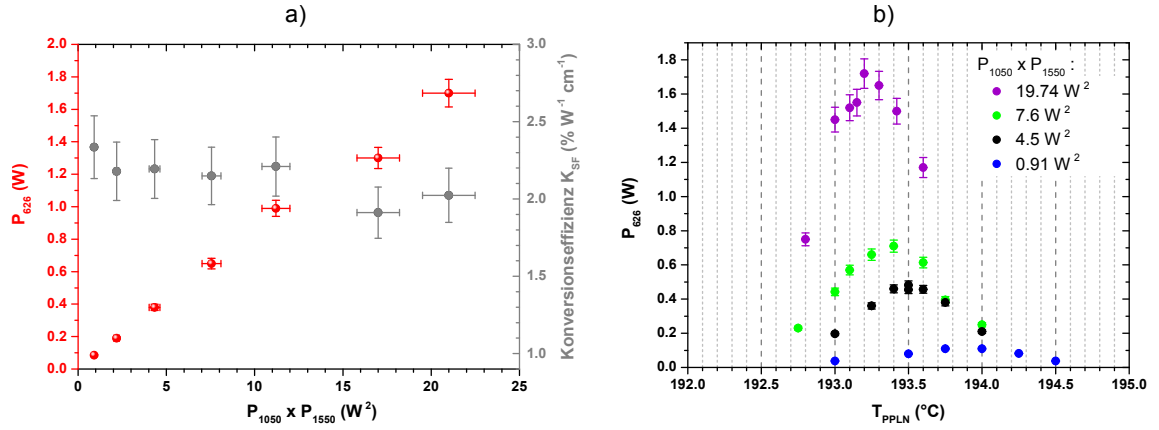 a)
2.0
1.8
1.6
1.4
1.2
1.0
0.8
0.6
0.4
0.2
0.0
P626 (W)
0 5 10 15 20 25
P1050 x P1550 (W2)
3.0
2.5
2.0
1.5
1.0
Konversionseffizienz KSF (% W-1 cm-1)
b)
1.8
1.6
1.4
1.2
1.0
0.8
0.6
0.4
0.2
0.0
P626 (W)
192.0 192.5 193.0 193.5 194.0 194.5 195.0
TPPLN (°C)
P1050 x P1550 :
19.74 W2
7.6 W2
4.5 W2
0.91 W2